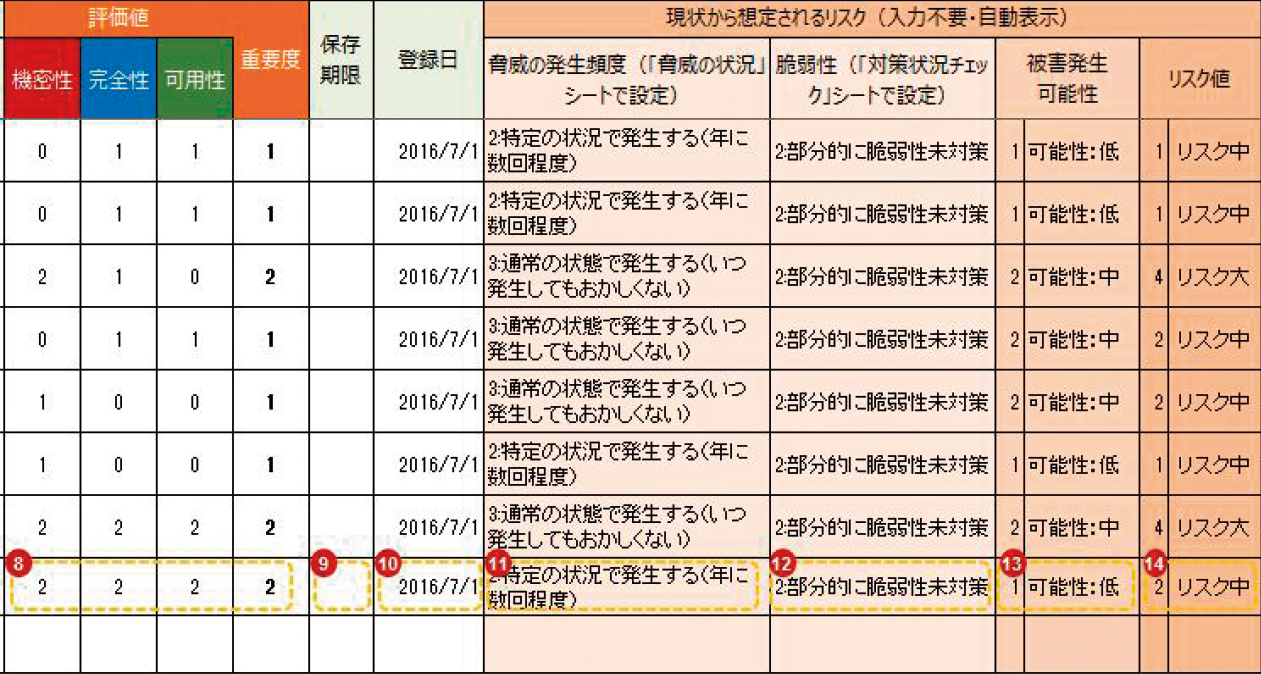 評価値
現状から想定されるリスク（入力不要・自動表示）
機密性
完全性
可用性
重要度
保存
期限
登録日
脅威の発生頻度（「脅威の状況」
シートで設定）
脆弱性（「対策状況チェッ
ク」シートで設定）
被害発生
可能性
リスク値
0 1 1 1 2016/7/1 2:特定の状況で発生する(年に
数回程度) 2:部分的に脆弱性未対策 1 可能性:低 1 リスク中
0 1 1 1 2016/7/1 2:特定の状況で発生する(年に
数回程度) 2:部分的に脆弱性未対策 1 可能性:低 1 リスク中
2 1 0 2 2016/7/1 3:通常の状態で発生する(いつ
発生してもおかしくない) 2:部分的に脆弱性未対策 2 可能性:中 4 リスク大
0 1 1 1 2016/7/1 3:通常の状態で発生する(いつ
発生してもおかしくない) 2:部分的に脆弱性未対策 2 可能性:中 2 リスク中
1 0 0 1 2016/7/1 3:通常の状態で発生する(いつ
発生してもおかしくない) 2:部分的に脆弱性未対策 2 可能性:中 2 リスク中
1 0 0 1 2016/7/1 2:特定の状況で発生する(年に
数回程度) 2:部分的に脆弱性未対策 1 可能性:低 1 リスク中
2 2 2 2 2016/7/1 3:通常の状態で発生する(いつ
発生してもおかしくない) 2:部分的に脆弱性未対策 2 可能性:中 4 リスク大
8 9 10 11 12 13 14
2 2 2 2 2016/7/1 2:特定の状況で発生する(年に
数回程度) 2:部分的に脆弱性未対策 1 可能性:低 2 リスク中